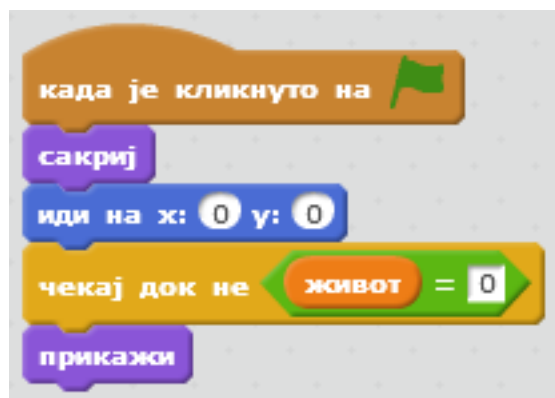 када је кликнуто на
сакриј
иди на x: 0 y: 0
чекај док не живот = 0
прикажи